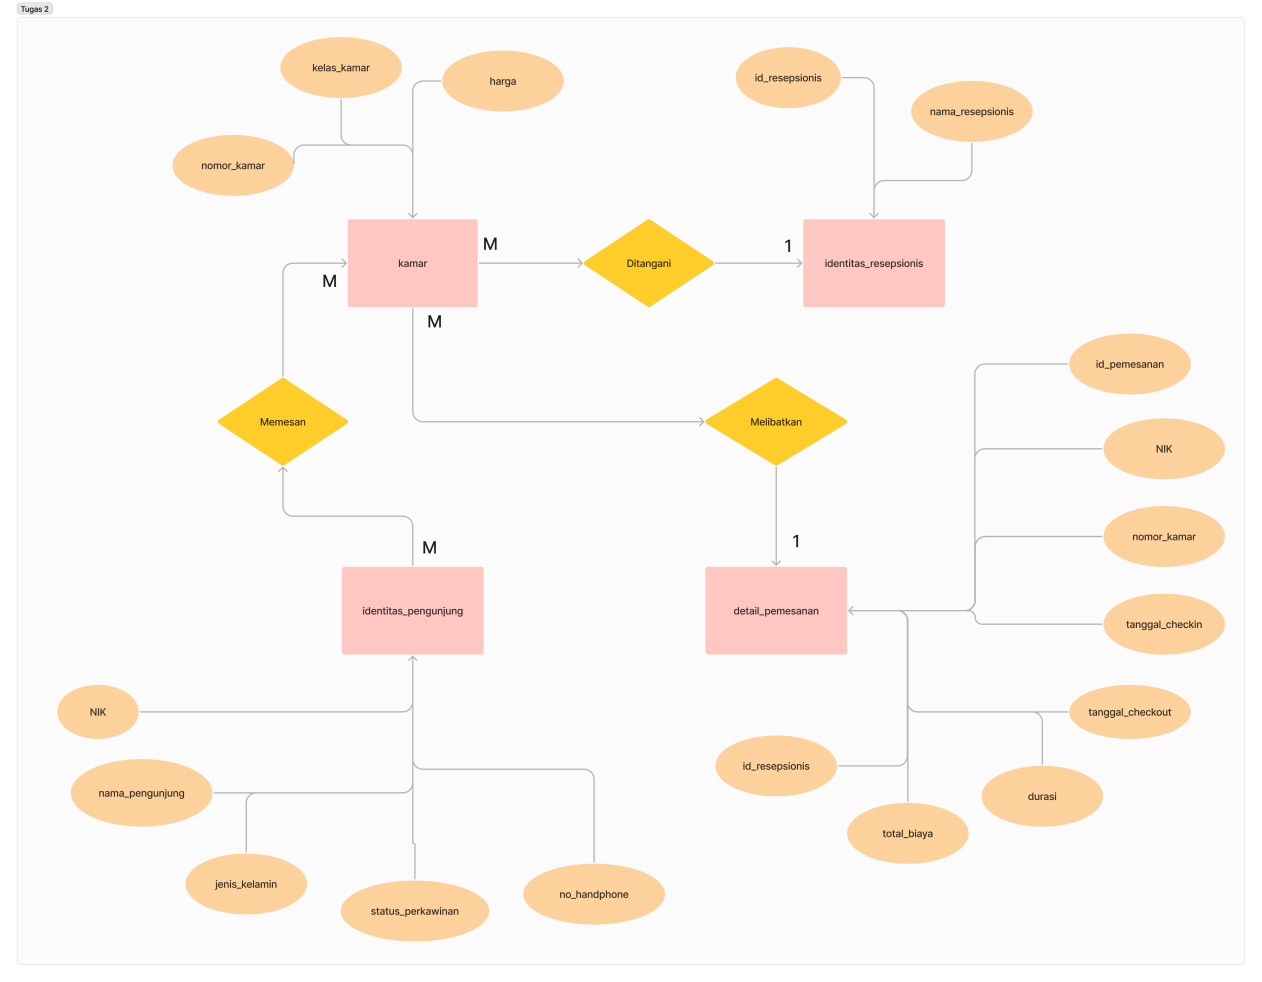 Tugas 2
kelas_kamar
harga
id_resepsionis
nama_resepsionis
nomor_kamar
kamar
M
Ditangani
1
identitas_resepsionis
M
M
id_pemesanan
Memesan
Melibatkan
NIK
nomor_kamar
M
1
identitas_pengunjung
detail_pemesanan
tanggal_checkin
NIK
tanggal_checkout
id_resepsionis
nama_pengunjung
durasi
total_biaya
jenis_kelamin
no_handphone
status_perkawinan